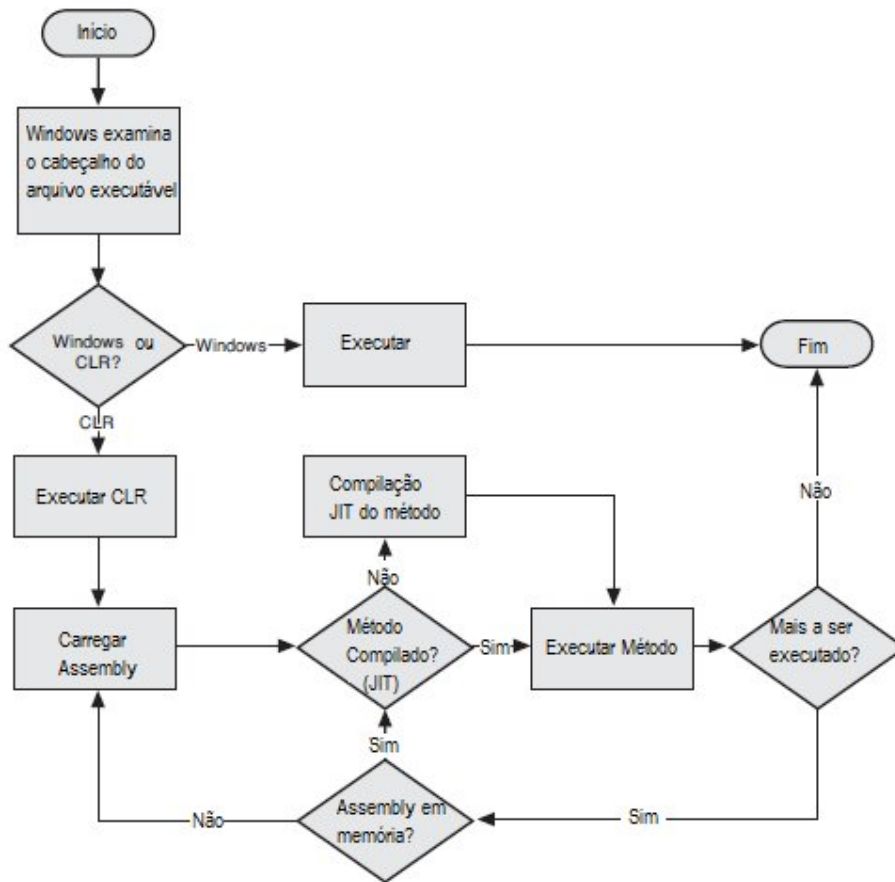 Início
Windows examina
o cabeçalho do
arquivo executável
Windows ou
CLR?
Windows
Executar
Fim
CLR
Executar CLR
Compilação
JIT do método
Não
Não
Carregar
Assembly
Método
Compilado?
(JIT)
Sim
Executar Método
Mais a ser
executado?
Sim
Assembly em
memória?
Não
Sim